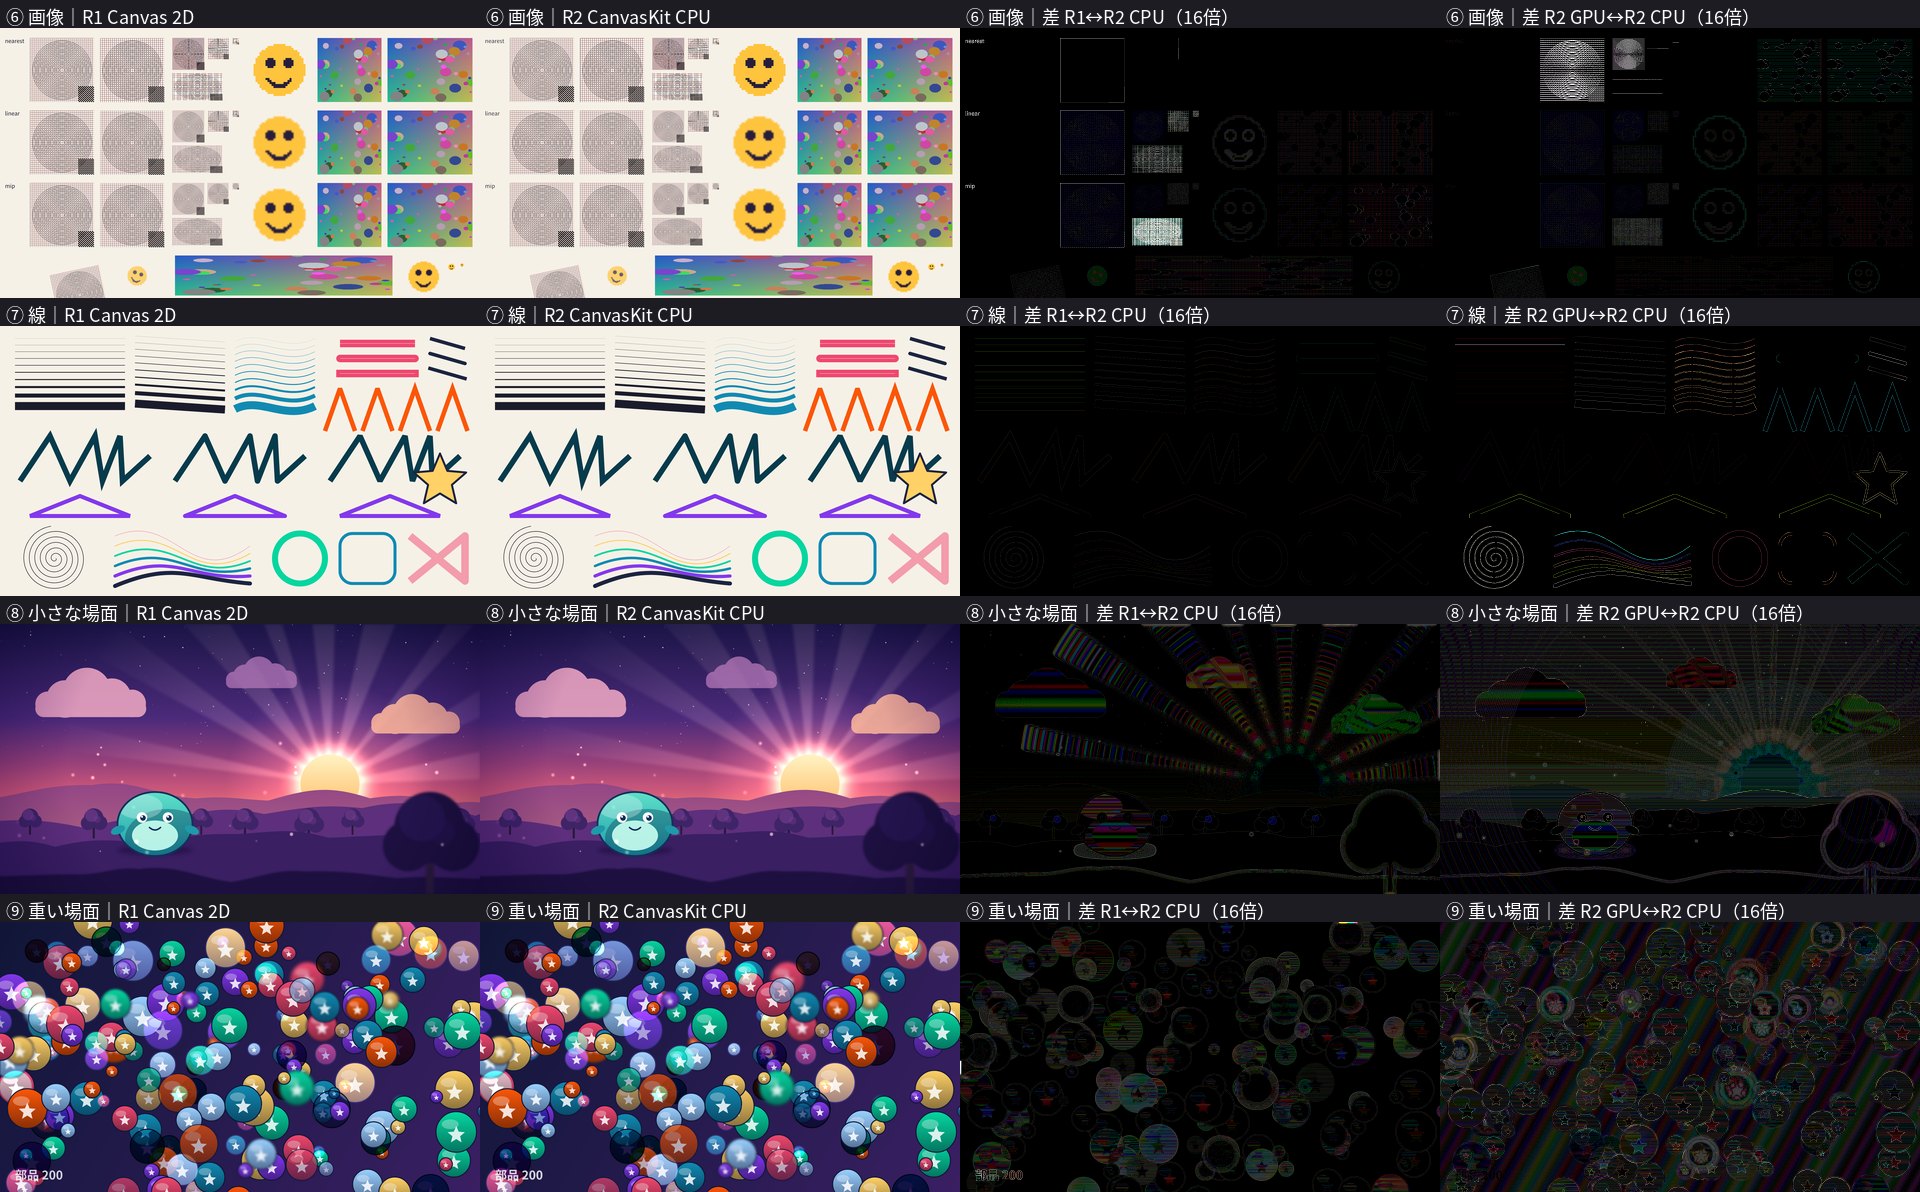 ⑥ 画像｜R1 Canvas 2D
⑥ 画像｜R2 CanvasKit CPU
⑥ 画像｜差 R1↔R2 CPU（16倍）
⑥ 画像｜差 R2 GPU↔R2 CPU（16倍）
nearest
nearest
nearest
linear
linear
linear
mip
mip
mip
⑦ 線｜R1 Canvas 2D
⑦ 線｜R2 CanvasKit CPU
⑦ 線｜差 R1↔R2 CPU（16倍）
⑦ 線｜差 R2 GPU↔R2 CPU（16倍）
⑧ 小さな場面｜R1 Canvas 2D
⑧ 小さな場面｜R2 CanvasKit CPU
⑧ 小さな場面｜差 R1↔R2 CPU（16倍）
⑧ 小さな場面｜差 R2 GPU↔R2 CPU（16倍）
⑨ 重い場面｜R1 Canvas 2D
⑨ 重い場面｜R2 CanvasKit CPU
⑨ 重い場面｜差 R1↔R2 CPU（16倍）
⑨ 重い場面｜差 R2 GPU↔R2 CPU（16倍）
部品 200
部品 200
部品 200